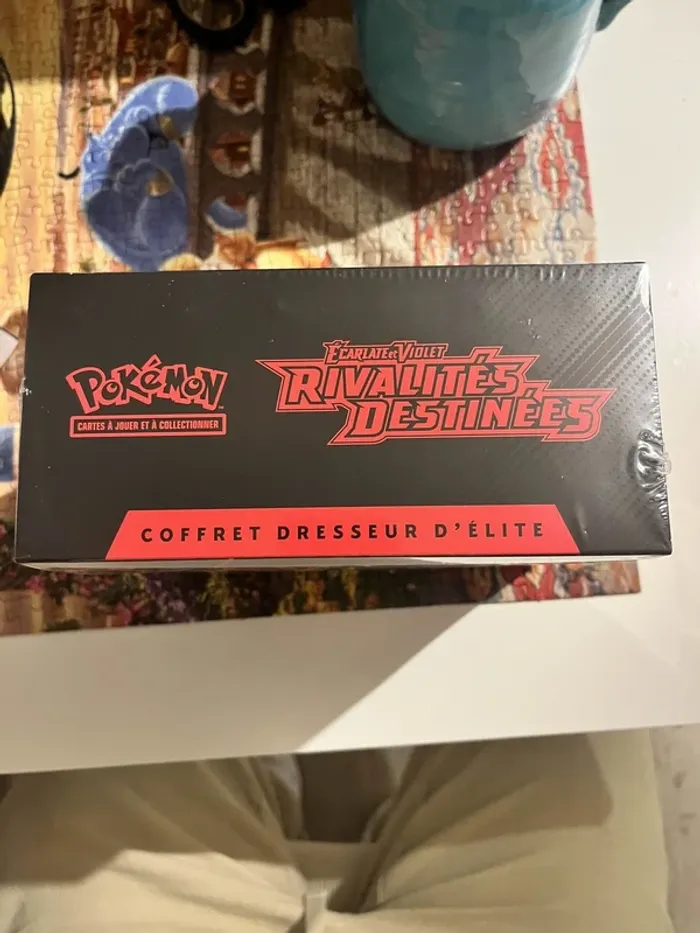 POKéMON
CARTES À JOUER ET À COLLECTIONNER
ÉCARLATE ET VIOLET
RIVALITÉS
DESTINÉES
COFFRET DRESSEUR D'ÉLITE